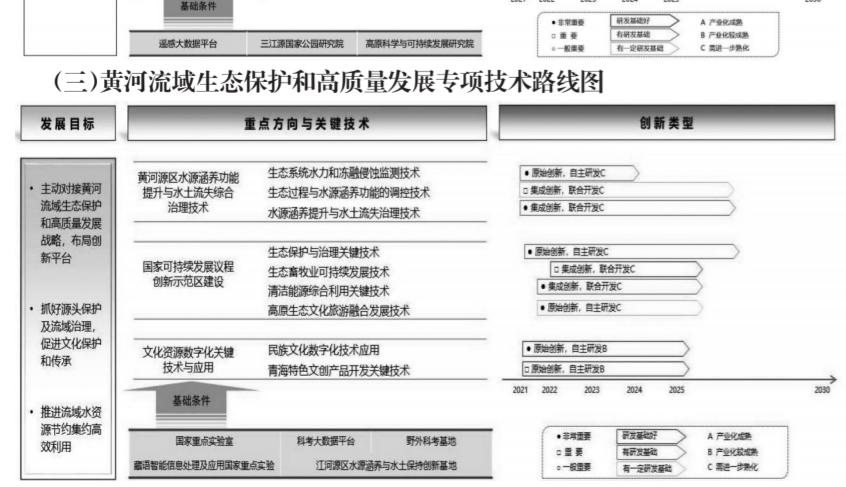 基础条件
遥感大数据平台 三江源国家公园研究院 高原科学与可持续发展研究院
2021 2022 2023 2024 2025 2030
●非常重要 研发基础好 A 产业化成熟
□重 要 有研发基础 B 产业化较成熟
○一般重要 有一定研发基础 C 需进一步熟化
(三)黄河流域生态保护和高质量发展专项技术路线图
发展目标 重点方向与关键技术 创新类型
• 主动对接黄河
流域生态保护
和高质量发展
战略，布局创
新平台
• 抓好源头保护
及流域治理，
促进文化保护
和传承
• 推进流域水资
源节约集约高
效利用
黄河源区水源涵养功能
提升与水土流失综合
治理技术
生态系统水力和冻融侵蚀监测技术
生态过程与水源涵养功能的调控技术
水源涵养提升与水土流失治理技术
●原始创新，自主研发C
□集成创新，联合开发C
●集成创新，联合开发C
国家可持续发展议程
创新示范区建设
生态保护与治理关键技术
生态畜牧业可持续发展技术
清洁能源综合利用关键技术
高原生态文化旅游融合发展技术
●原始创新，自主研发C
□集成创新，联合开发C
●集成创新，联合开发C
●原始创新，自主研发C
文化资源数字化关键
技术与应用
民族文化数字化技术应用
青海特色文创产品开发关键技术
●原始创新，自主研发B
□原始创新，自主研发B
2021 2022 2023 2024 2025 2030
基础条件
国家重点实验室 科考大数据平台 野外科考基地
藏语智能信息处理及应用国家重点实验 江河源区水源涵养与水土保持创新基地
●非常重要 研发基础好 A 产业化成熟
□重 要 有研发基础 B 产业化较成熟
○一般重要 有一定研发基础 C 需进一步熟化